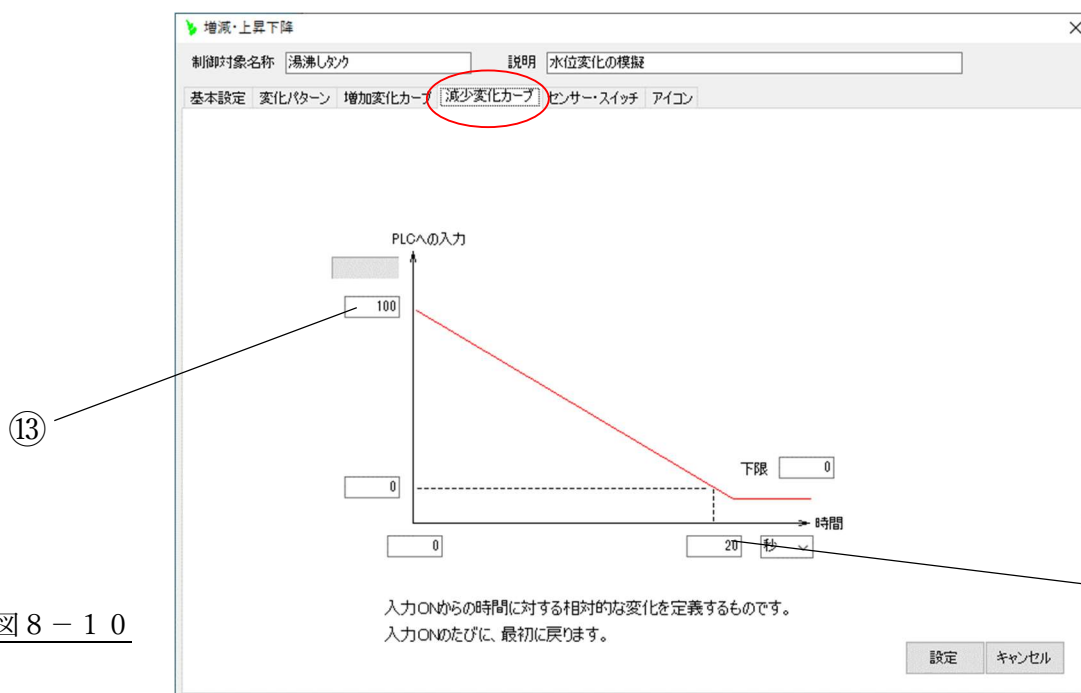 増減・上昇下降
制御対象名称 湯沸しタンク 説明 水位変化の模擬
基本設定 変化パターン 増加変化カーブ 減少変化カーブ センサー・スイッチ アイコン
PLCへの入力
100
⑬
下限 0
0
時間
0 20 秒
入力ONからの時間に対する相対的な変化を定義するものです。
図8-10
入力ONのたびに、最初に戻ります。
設定 キャンセル